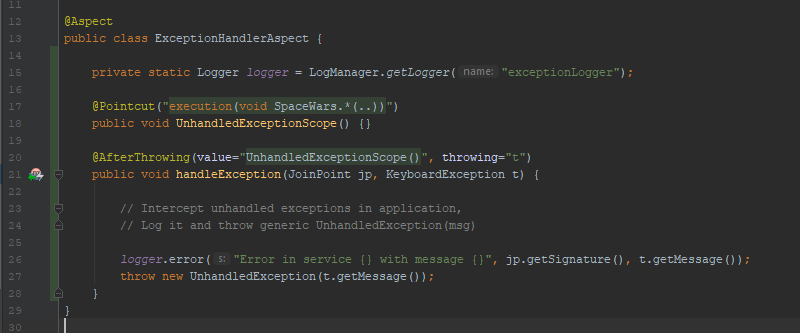 11
12 @Aspect
13 public class ExceptionHandlerAspect {
14
15 private static Logger logger = LogManager.getLogger( name: "exceptionLogger");
16
17 @Pointcut("execution(void SpaceWars.*(..))")
18 public void UnhandledExceptionScope() {}
19
20 @AfterThrowing(value="UnhandledExceptionScope()", throwing="t")
21 public void handleException(JoinPoint jp, KeyboardException t) {
22
23 // Intercept unhandled exceptions in application,
24 // Log it and throw generic UnhandledException(msg)
25
26 logger.error( s: "Error in service {} with message {}", jp.getSignature(), t.getMessage());
27 throw new UnhandledException(t.getMessage());
28 }
29 }
30